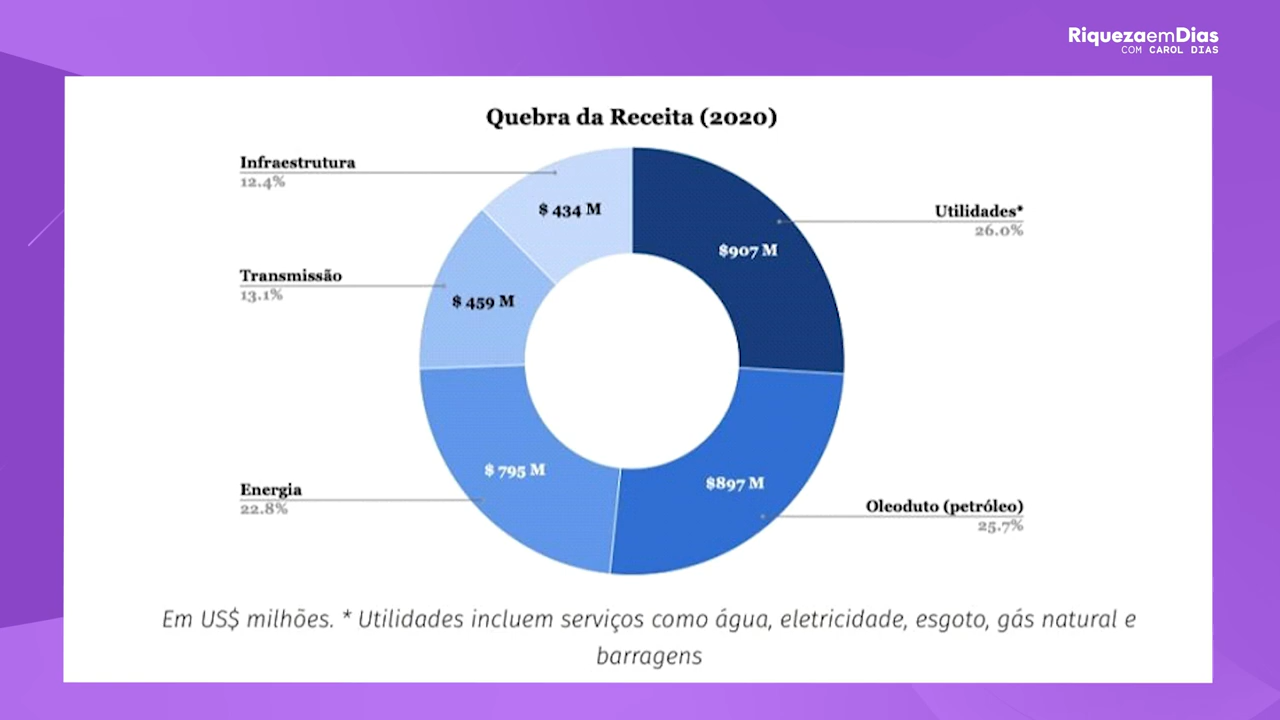 RiquezaemDias
COM CAROL DIAS
Quebra da Receita (2020)
Infraestrutura
12.4%
$ 434 M
Utilidades*
26.0%
$907 M
Transmissão
13.1%
$ 459 M
Energia
22.8%
$ 795 M
$897 M
Oleoduto (petróleo)
25.7%
Em US$ milhões. * Utilidades incluem serviços como água, eletricidade, esgoto, gás natural e
barragens